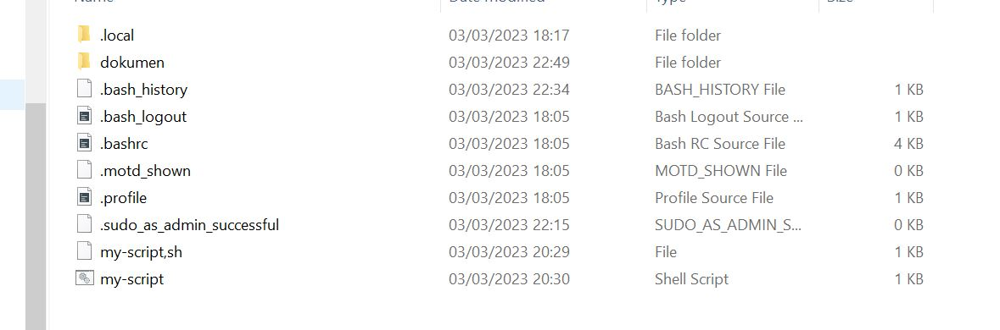 Name Date modified Type Size
.local 03/03/2023 18:17 File folder
dokumen 03/03/2023 22:49 File folder
.bash_history 03/03/2023 22:34 BASH_HISTORY File 1 KB
.bash_logout 03/03/2023 18:05 Bash Logout Source ... 1 KB
.bashrc 03/03/2023 18:05 Bash RC Source File 4 KB
.motd_shown 03/03/2023 18:05 MOTD_SHOWN File 0 KB
.profile 03/03/2023 18:05 Profile Source File 1 KB
.sudo_as_admin_successful 03/03/2023 22:15 SUDO_AS_ADMIN_S... 0 KB
my-script,sh 03/03/2023 20:29 File 1 KB
my-script 03/03/2023 20:30 Shell Script 1 KB